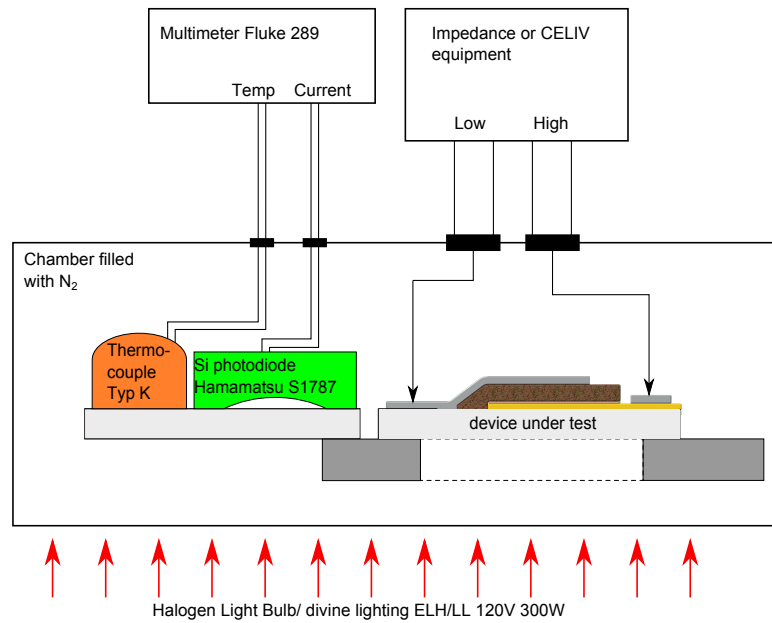 Multimeter Fluke 289
Temp Current
Impedance or CELIV
equipment
Low High
Chamber filled
with N₂
Thermo-
couple
Typ K
Si photodiode
Hamamatsu S1787
device under test
Halogen Light Bulb/ divine lighting ELH/LL 120V 300W